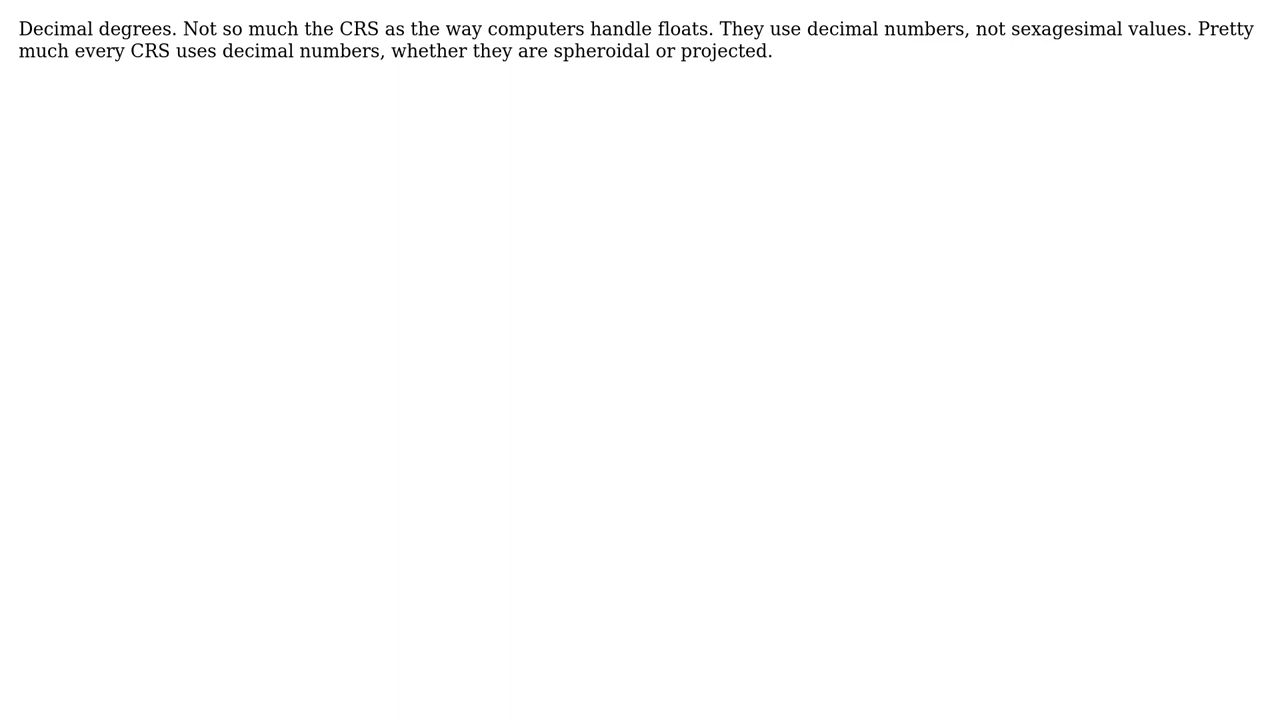 Decimal degrees. Not so much the CRS as the way computers handle floats. They use decimal numbers, not sexagesimal values. Pretty
much every CRS uses decimal numbers, whether they are spheroidal or projected.